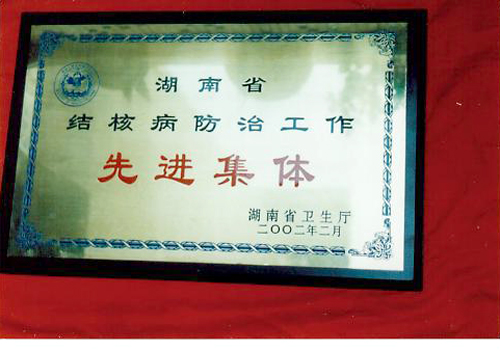 湖南省
结核病防治工作
先进集体
湖南省卫生厅
二〇〇二年二月